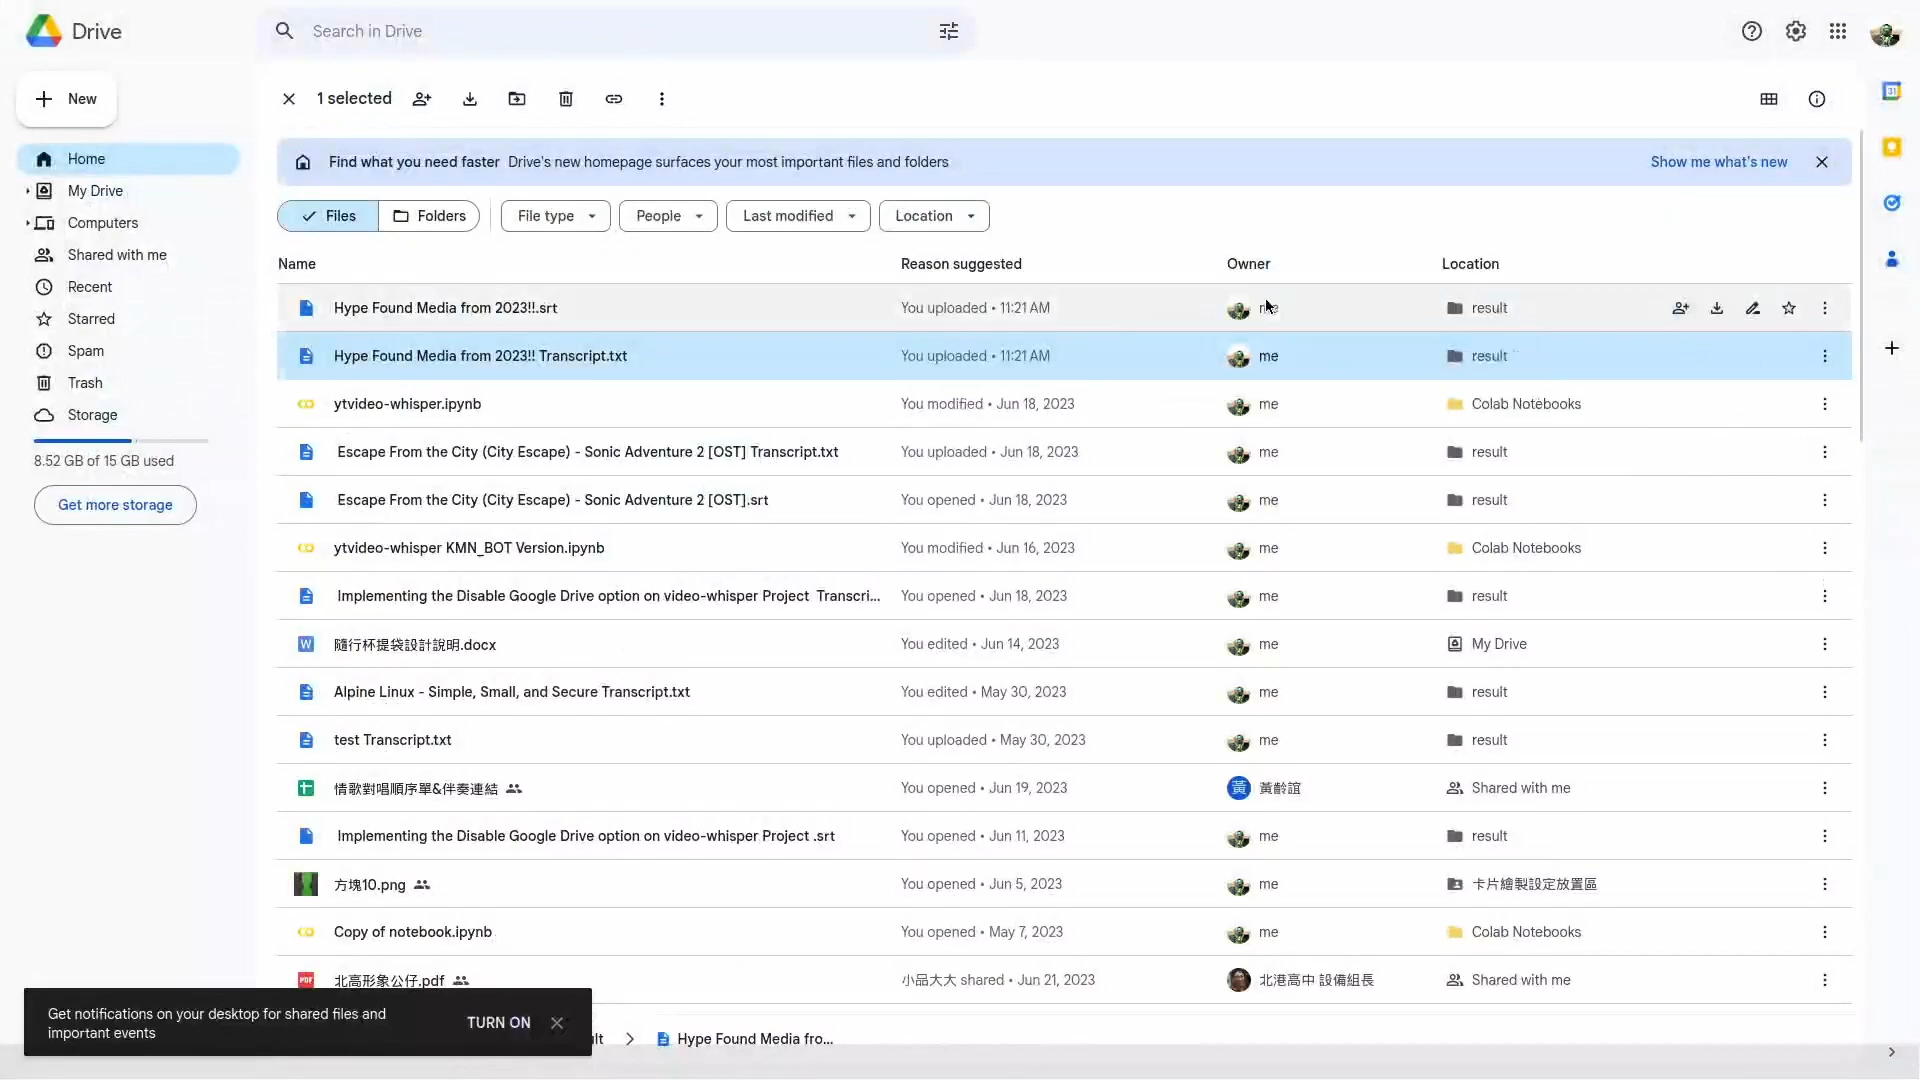 Drive
Search in Drive
New
1 selected
Home
My Drive
Computers
Shared with me
Recent
Starred
Spam
Trash
Storage
8.52 GB of 15 GB used
Get more storage
Find what you need faster Drive's new homepage surfaces your most important files and folders Show me what's new
Files Folders File type People Last modified Location
Name Reason suggested Owner Location
Hype Found Media from 2023!!.srt You uploaded • 11:21 AM me result
Hype Found Media from 2023!! Transcript.txt You uploaded • 11:21 AM me result
ytvideo-whisper.ipynb You modified • Jun 18, 2023 me Colab Notebooks
Escape From the City (City Escape) - Sonic Adventure 2 [OST] Transcript.txt You uploaded • Jun 18, 2023 me result
Escape From the City (City Escape) - Sonic Adventure 2 [OST].srt You opened • Jun 18, 2023 me result
ytvideo-whisper KMN_BOT Version.ipynb You modified • Jun 16, 2023 me Colab Notebooks
Implementing the Disable Google Drive option on video-whisper Project Transcri... You opened • Jun 18, 2023 me result
隨行杯提袋設計說明.docx You edited • Jun 14, 2023 me My Drive
Alpine Linux - Simple, Small, and Secure Transcript.txt You edited • May 30, 2023 me result
test Transcript.txt You uploaded • May 30, 2023 me result
情歌對唱順序單&伴奏連結 You opened • Jun 19, 2023 黃 黃齡誼 Shared with me
Implementing the Disable Google Drive option on video-whisper Project .srt You opened • Jun 11, 2023 me result
方塊10.png You opened • Jun 5, 2023 me 卡片繪製設定放置區
Copy of notebook.ipynb You opened • May 7, 2023 me Colab Notebooks
PDF 北高形象公仔.pdf 小品大大 shared • Jun 21, 2023 北港高中 設備組長 Shared with me
Get notifications on your desktop for shared files and
important events
TURN ON
lt Hype Found Media fro...
31
W